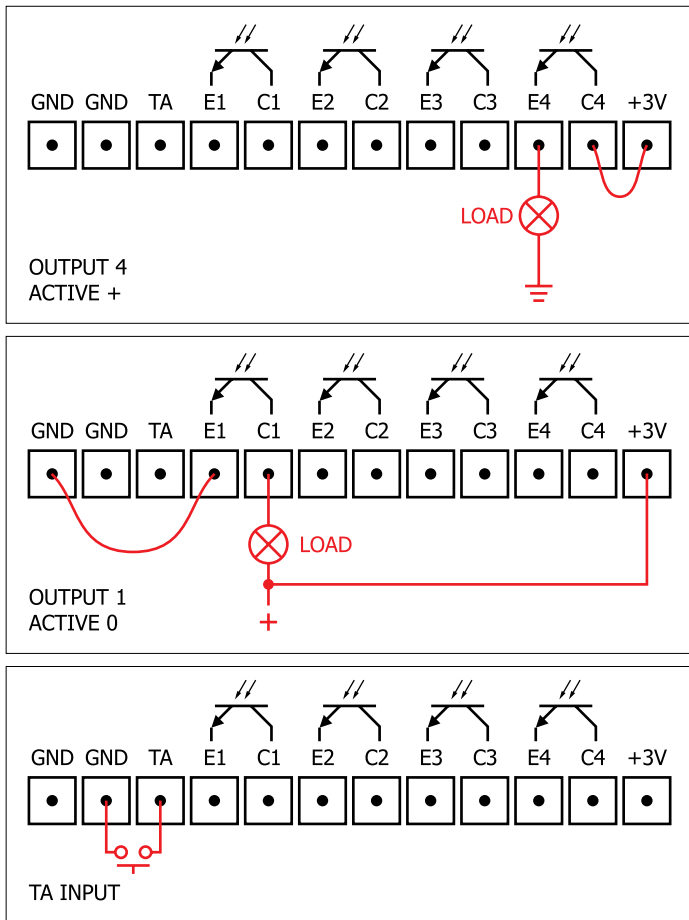 GND GND TA E1 C1 E2 C2 E3 C3 E4 C4 +3V
LOAD
OUTPUT 4
ACTIVE +
GND GND TA E1 C1 E2 C2 E3 C3 E4 C4 +3V
LOAD
OUTPUT 1
ACTIVE 0
+
GND GND TA E1 C1 E2 C2 E3 C3 E4 C4 +3V
TA INPUT